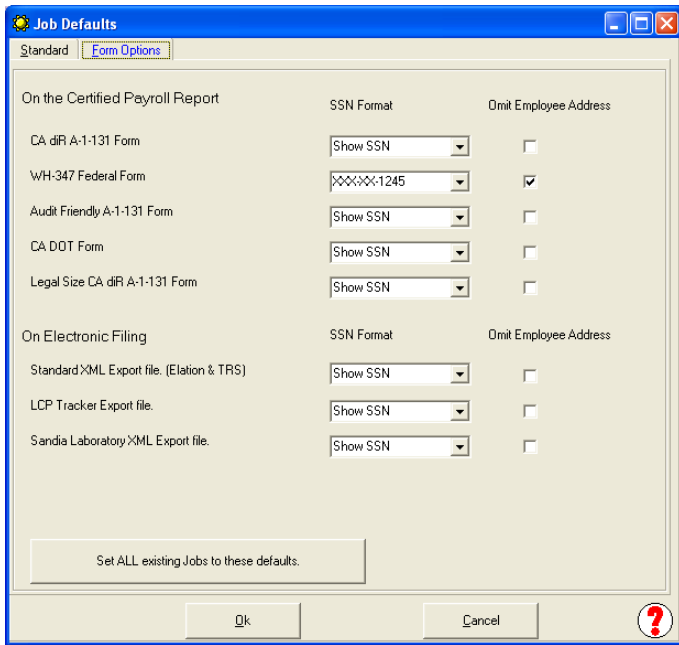 Job Defaults
Standard Form Options
On the Certified Payroll Report SSN Format Omit Employee Address
CA diR A-1-131 Form Show SSN
WH-347 Federal Form XXX-XX-1245
Audit Friendly A-1-131 Form Show SSN
CA DOT Form Show SSN
Legal Size CA diR A-1-131 Form Show SSN
On Electronic Filing SSN Format Omit Employee Address
Standard XML Export file. (Elation & TRS) Show SSN
LCP Tracker Export file. Show SSN
Sandia Laboratory XML Export file. Show SSN
Set ALL existing Jobs to these defaults.
Ok Cancel ?